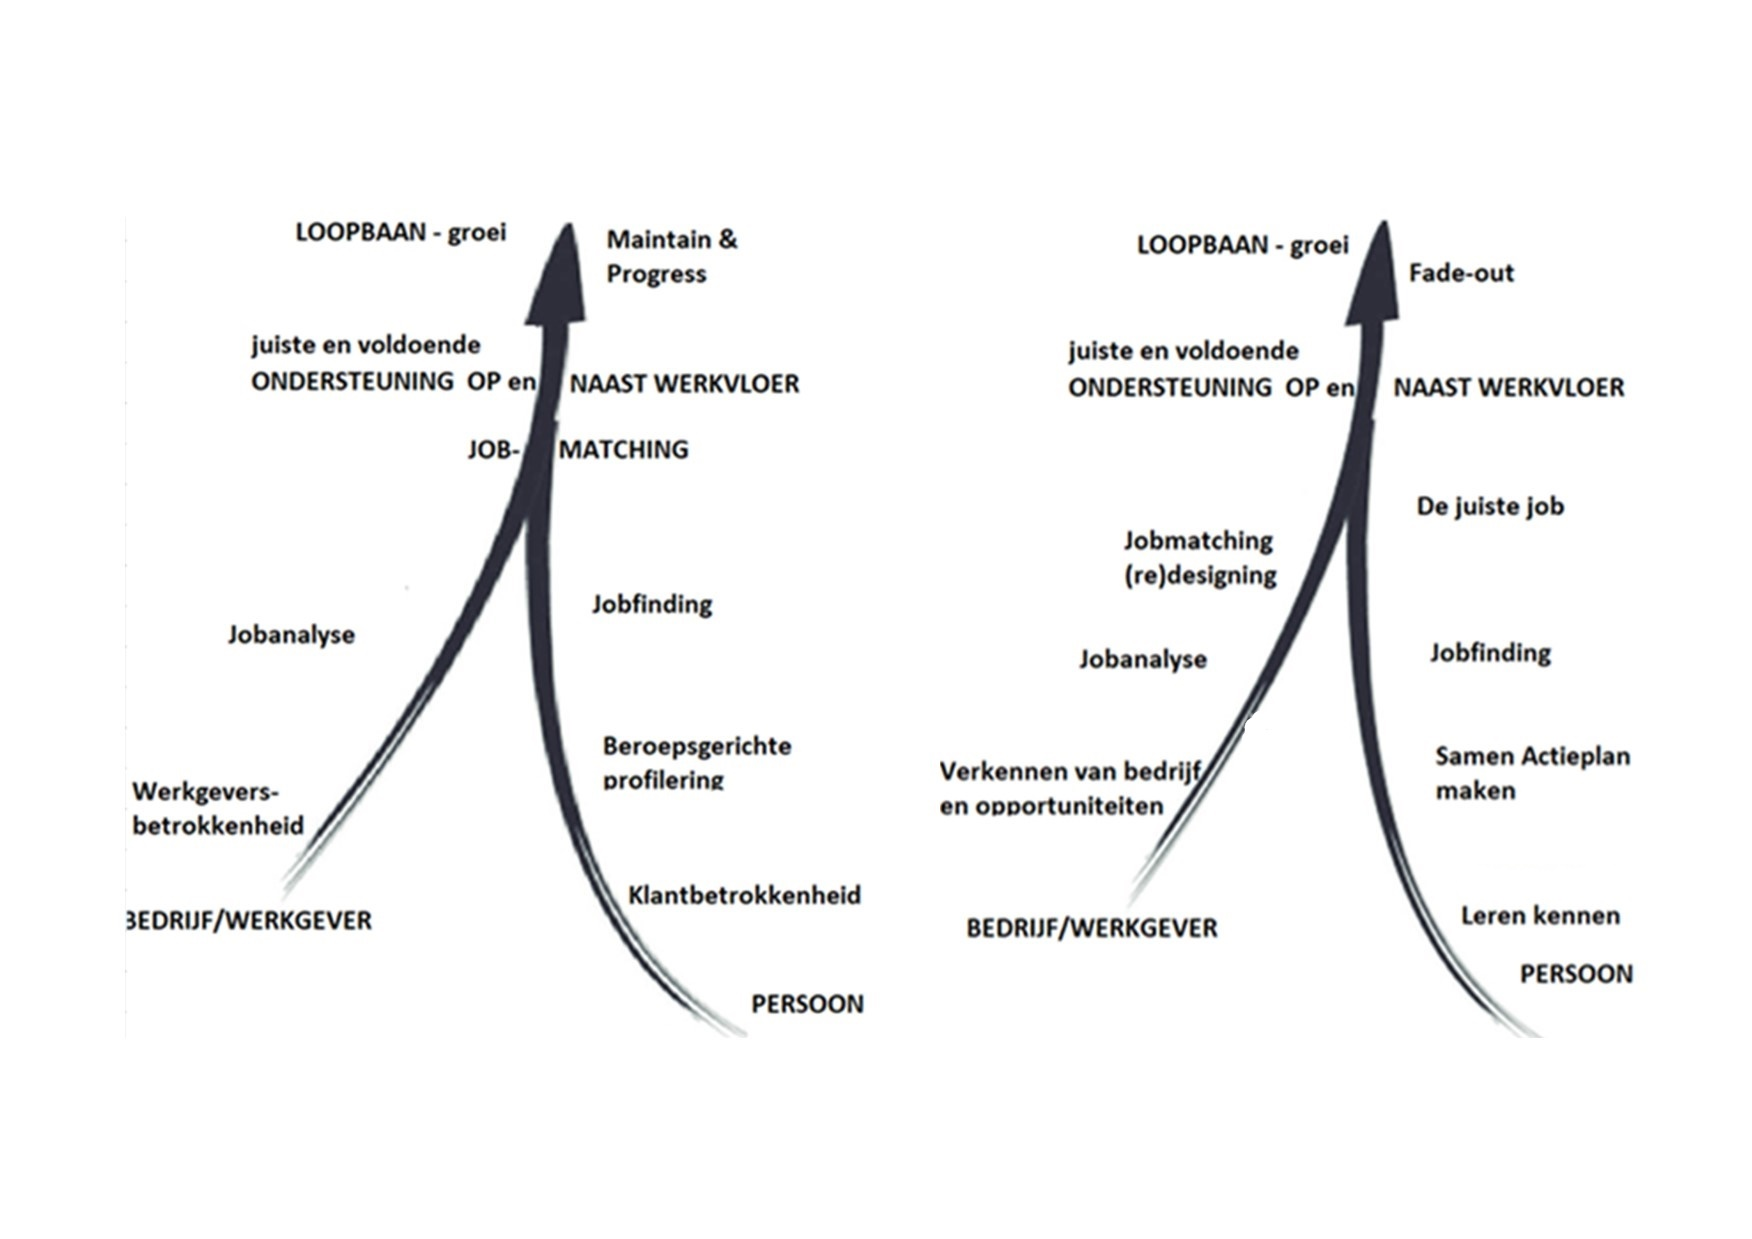 LOOPBAAN - groei
Maintain &
Progress
juiste en voldoende
ONDERSTEUNING OP en NAAST WERKVLOER
JOB- MATCHING
Jobfinding
Jobanalyse
Beroepsgerichte
profilering
Werkgevers-
betrokkenheid
Klantbetrokkenheid
BEDRIJF/WERKGEVER
PERSOON
LOOPBAAN - groei
Fade-out
juiste en voldoende
ONDERSTEUNING OP en NAAST WERKVLOER
De juiste job
Jobmatching
(re)designing
Jobfinding
Jobanalyse
Samen Actieplan
maken
Verkennen van bedrijf
en opportuniteiten
Leren kennen
BEDRIJF/WERKGEVER
PERSOON